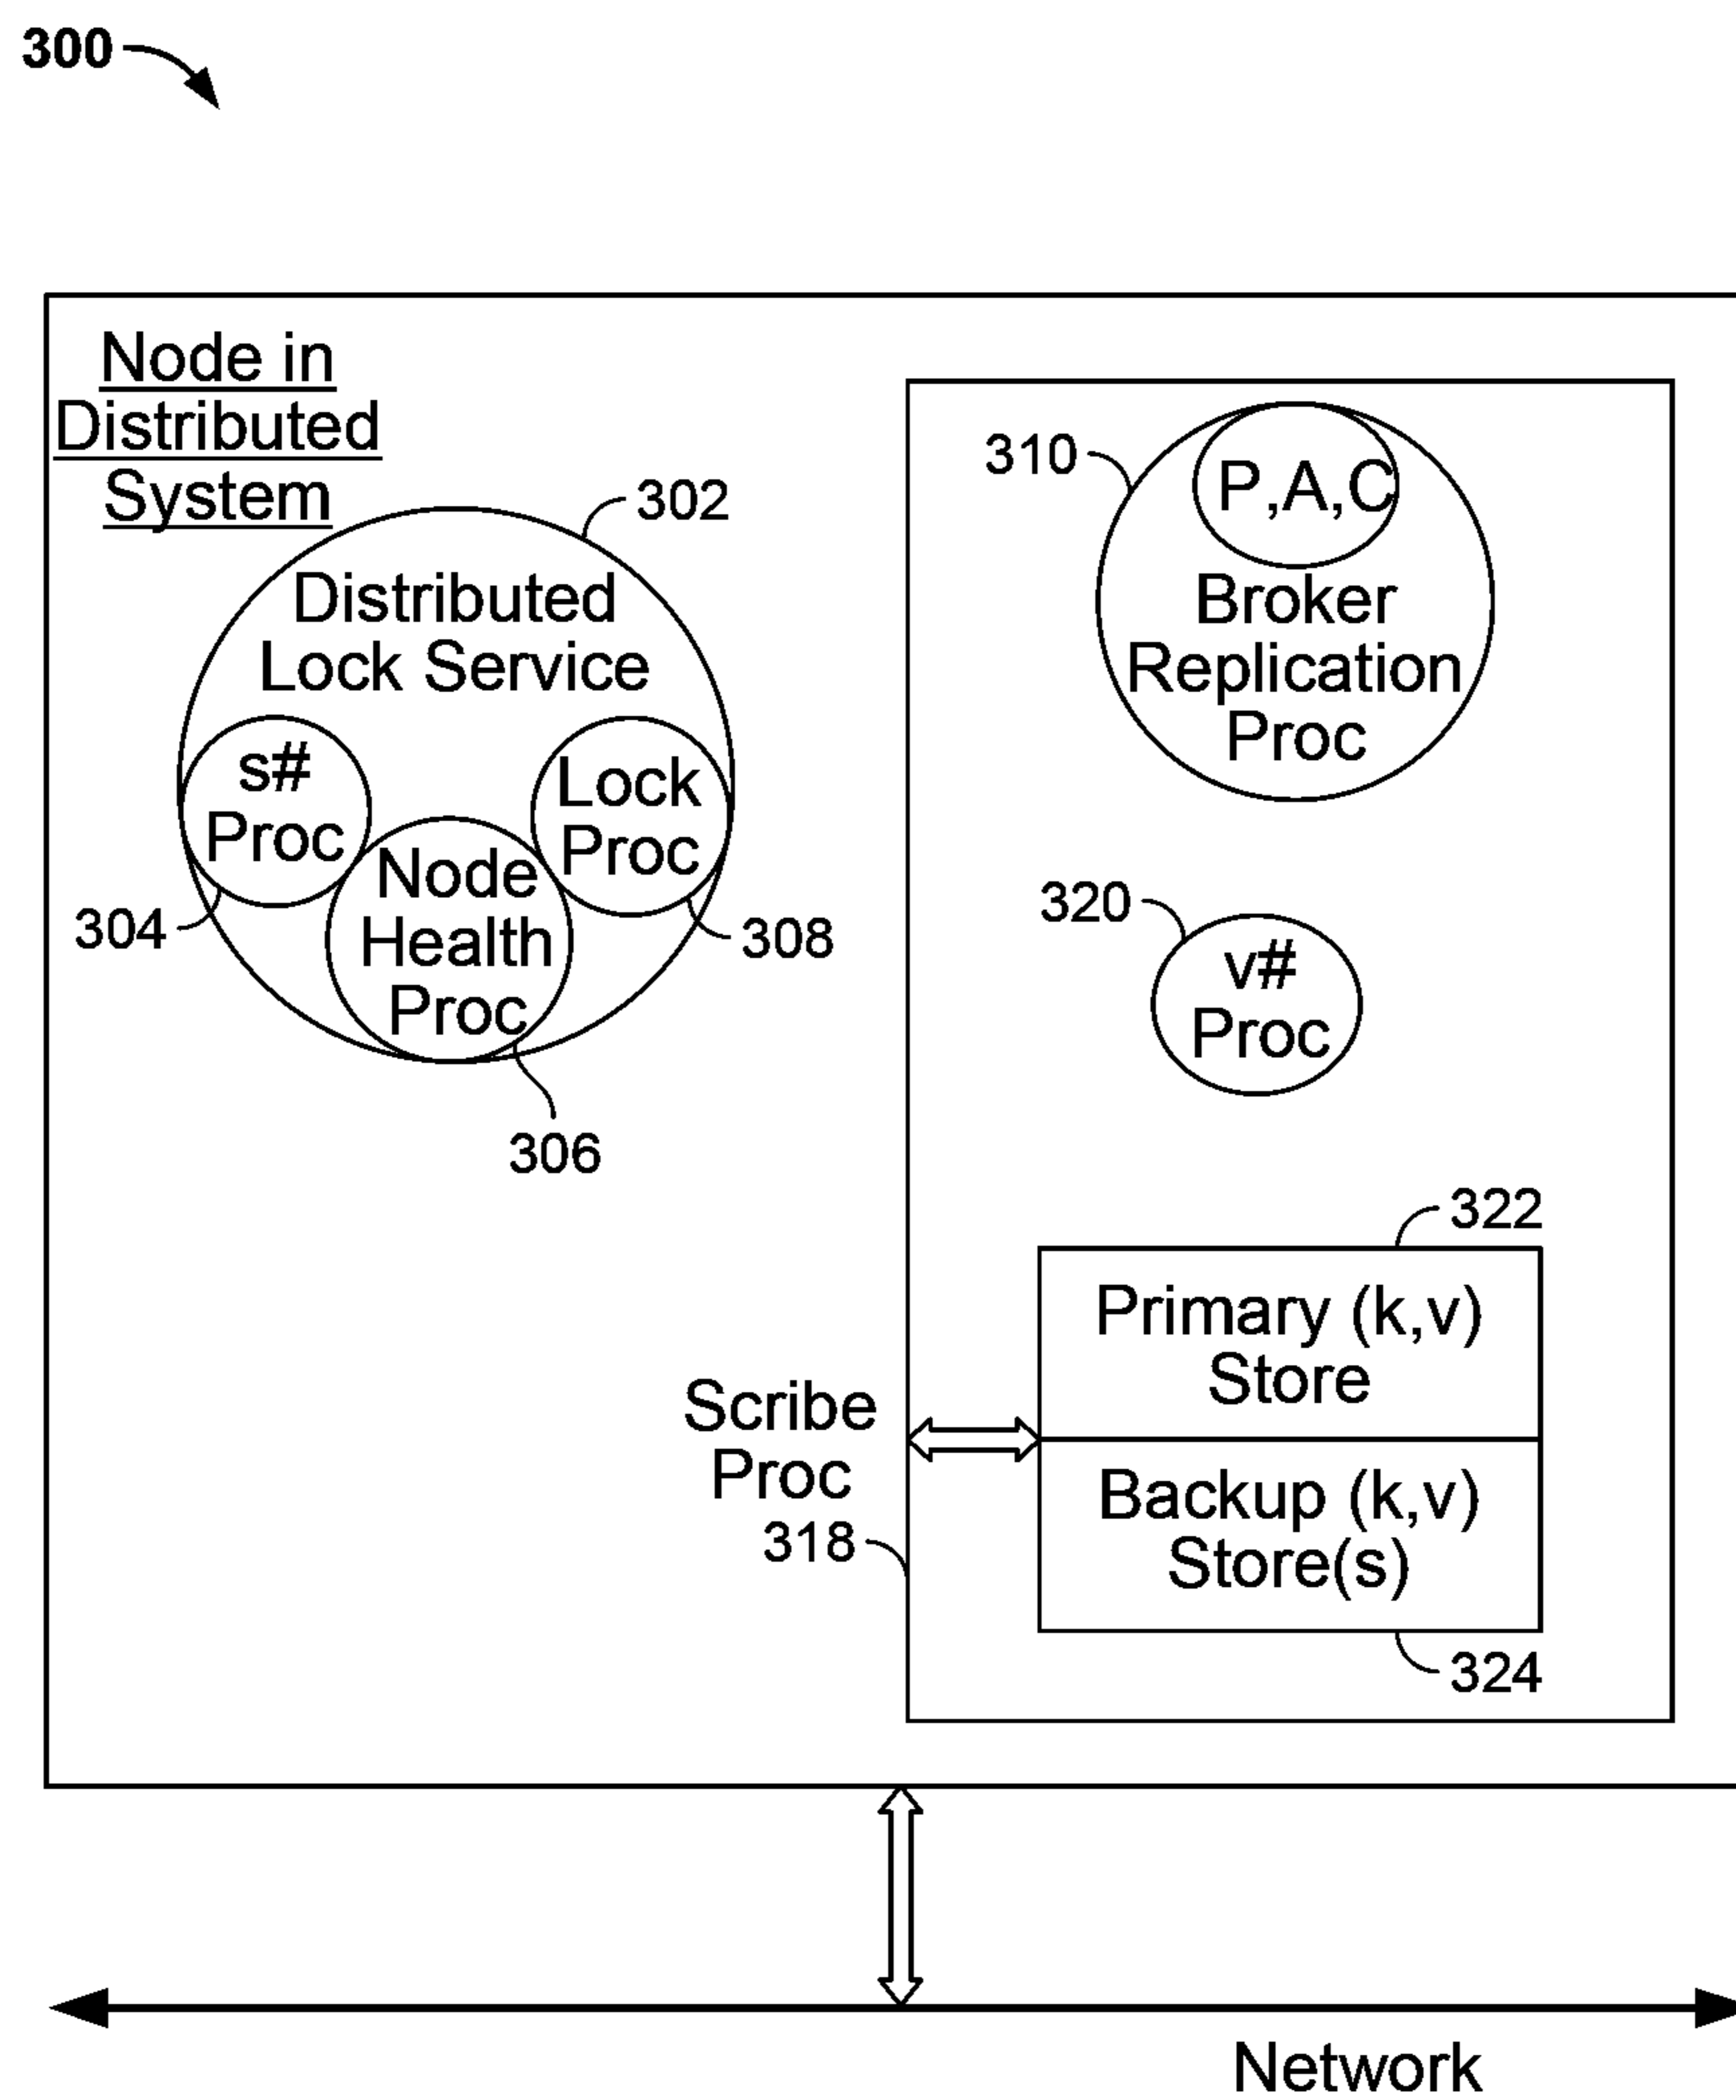 300
Node in
Distributed
System
302
Distributed
Lock Service
s#
Proc
Lock
Proc
Node
Health
Proc
304
308
306
310
P,A,C
Broker
Replication
Proc
320
v#
Proc
322
Primary (k,v)
Store
Scribe
Proc
318
Backup (k,v)
Store(s)
324
Network